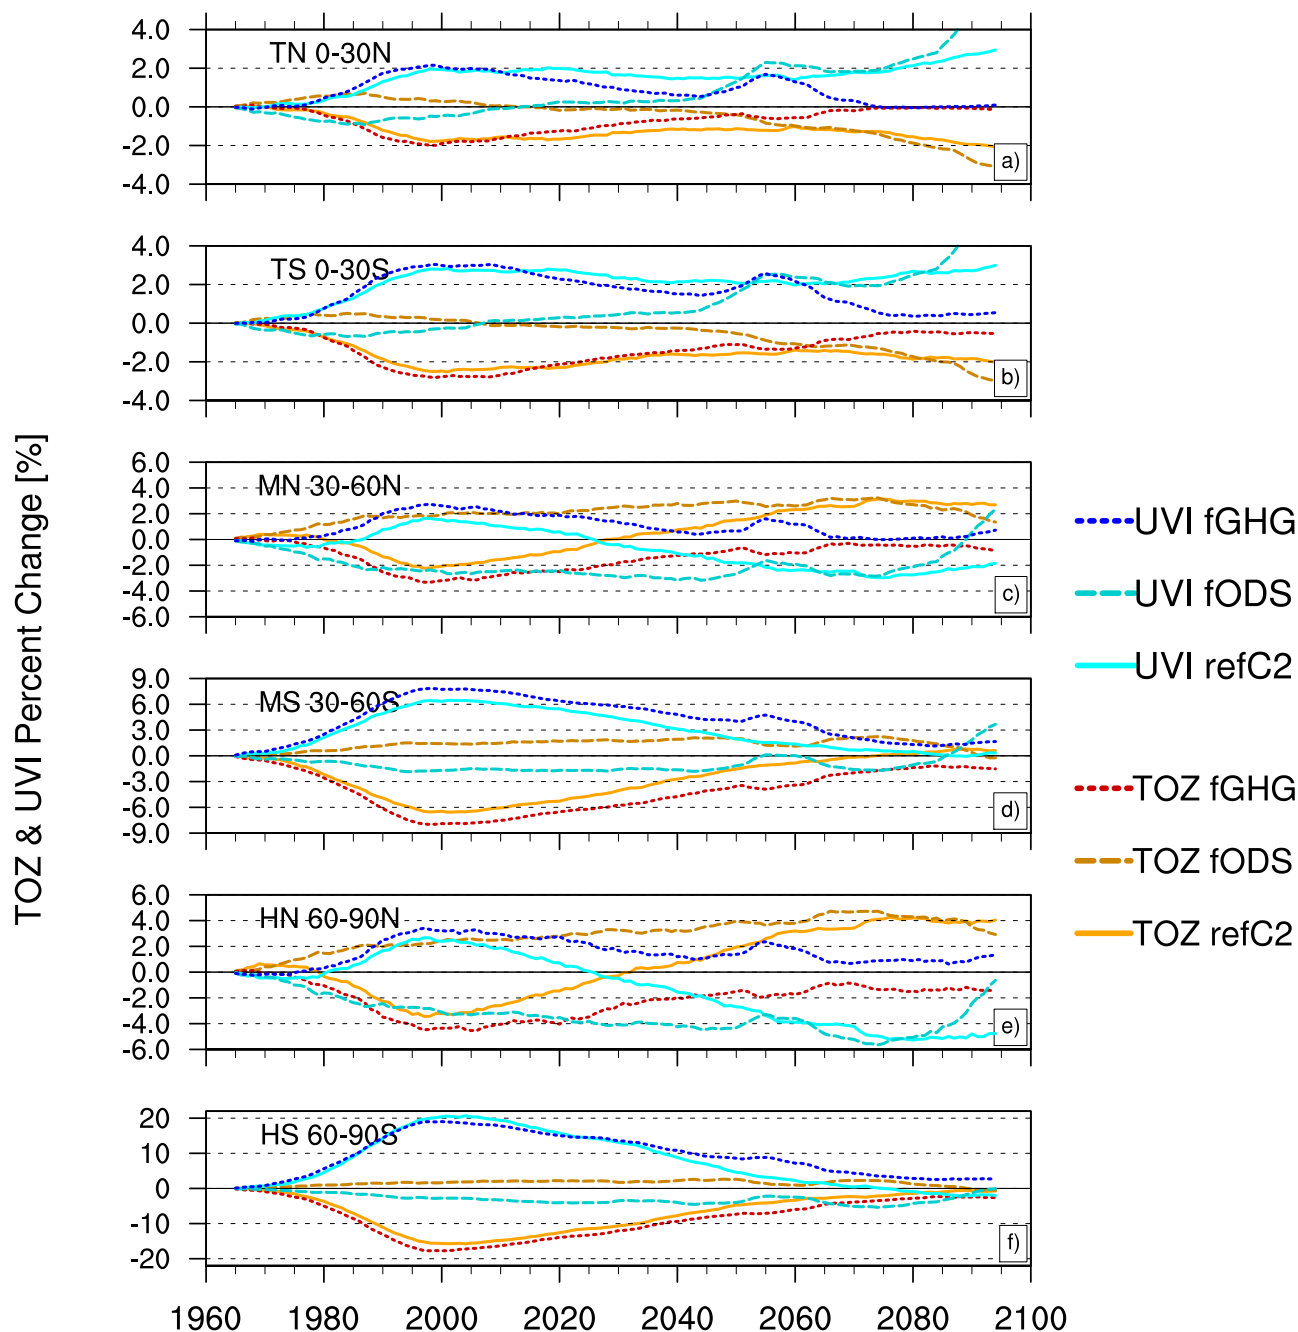 TOZ & UVI Percent Change [%]
4.0
2.0
0.0
-2.0
-4.0
TN 0-30N
a)
4.0
2.0
0.0
-2.0
-4.0
TS 0-30S
b)
6.0
4.0
2.0
0.0
-2.0
-4.0
-6.0
MN 30-60N
c)
9.0
6.0
3.0
0.0
-3.0
-6.0
-9.0
MS 30-60S
d)
6.0
4.0
2.0
0.0
-2.0
-4.0
-6.0
HN 60-90N
e)
20
10
0
-10
-20
HS 60-90S
f)
1960 1980 2000 2020 2040 2060 2080 2100
UVI fGHG
UVI fODS
UVI refC2
TOZ fGHG
TOZ fODS
TOZ refC2